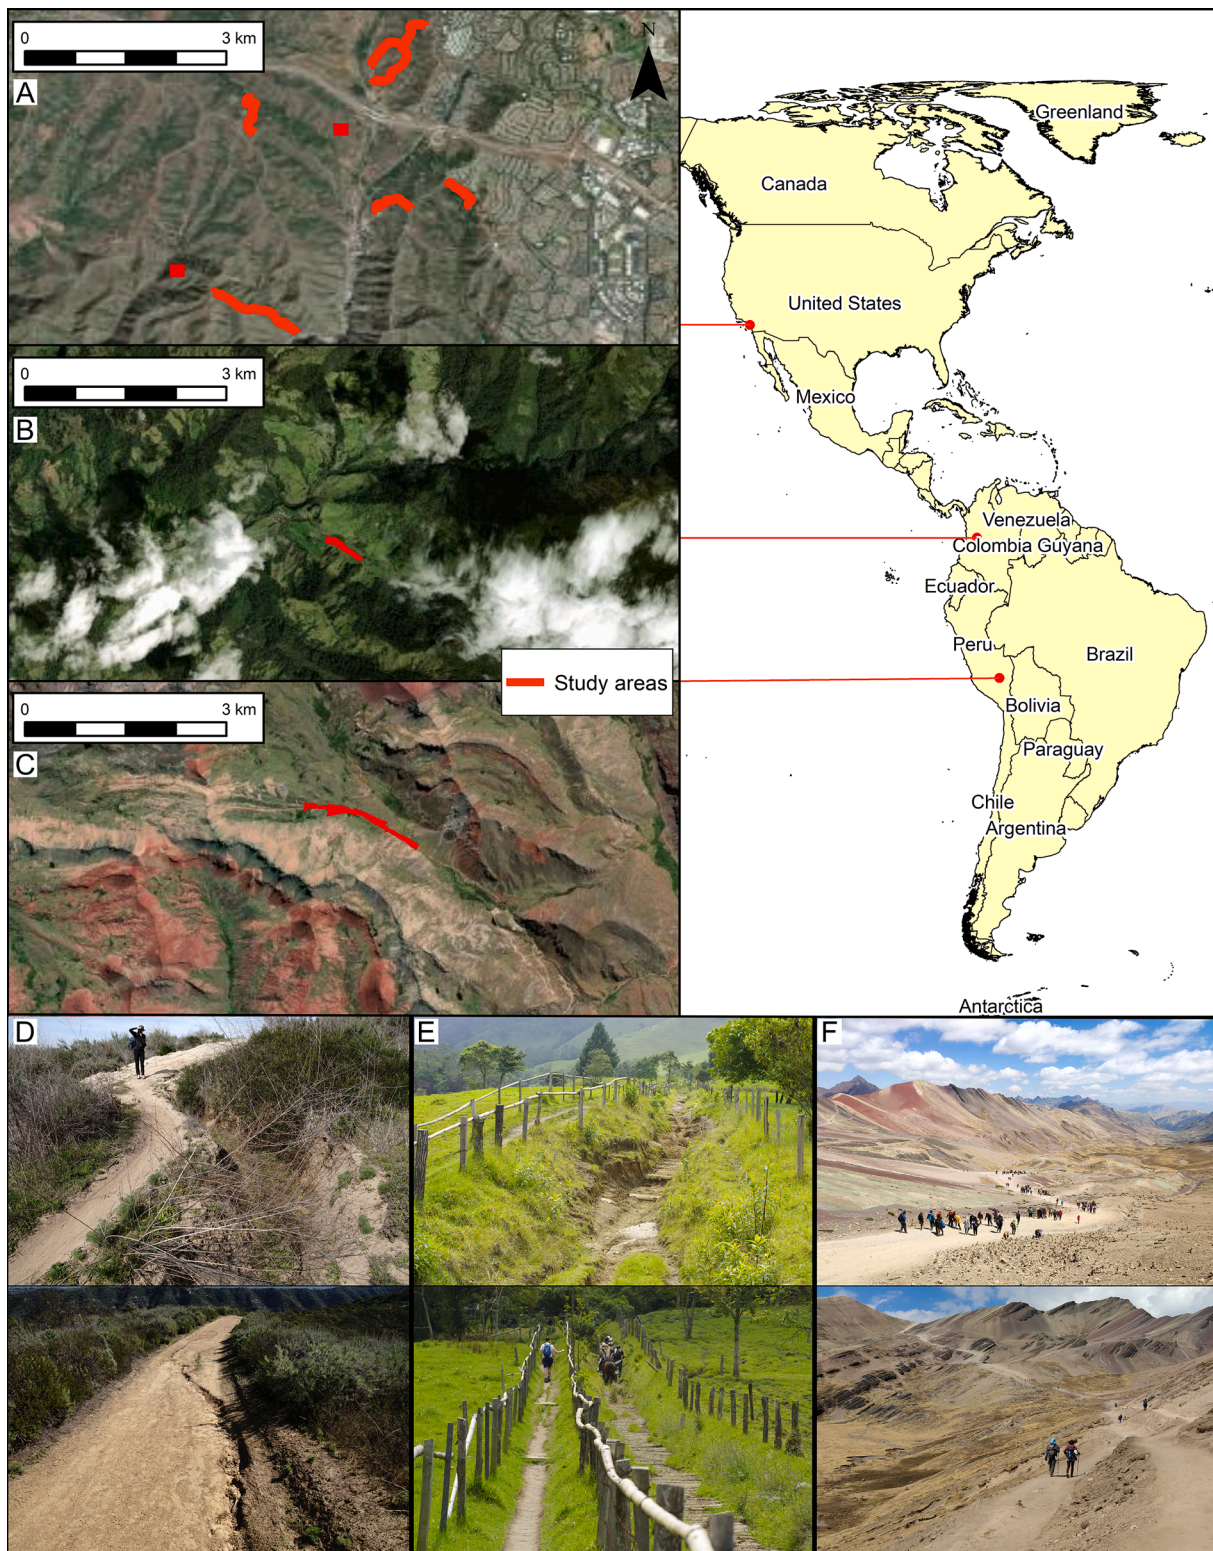 0 3 km
A
N
0 3 km
B
0 3 km
C
Study areas
Greenland
Canada
United States
Mexico
Venezuela
Colombia Guyana
Ecuador
Peru
Brazil
Bolivia
Paraguay
Chile
Argentina
Antarctica
D
E
F